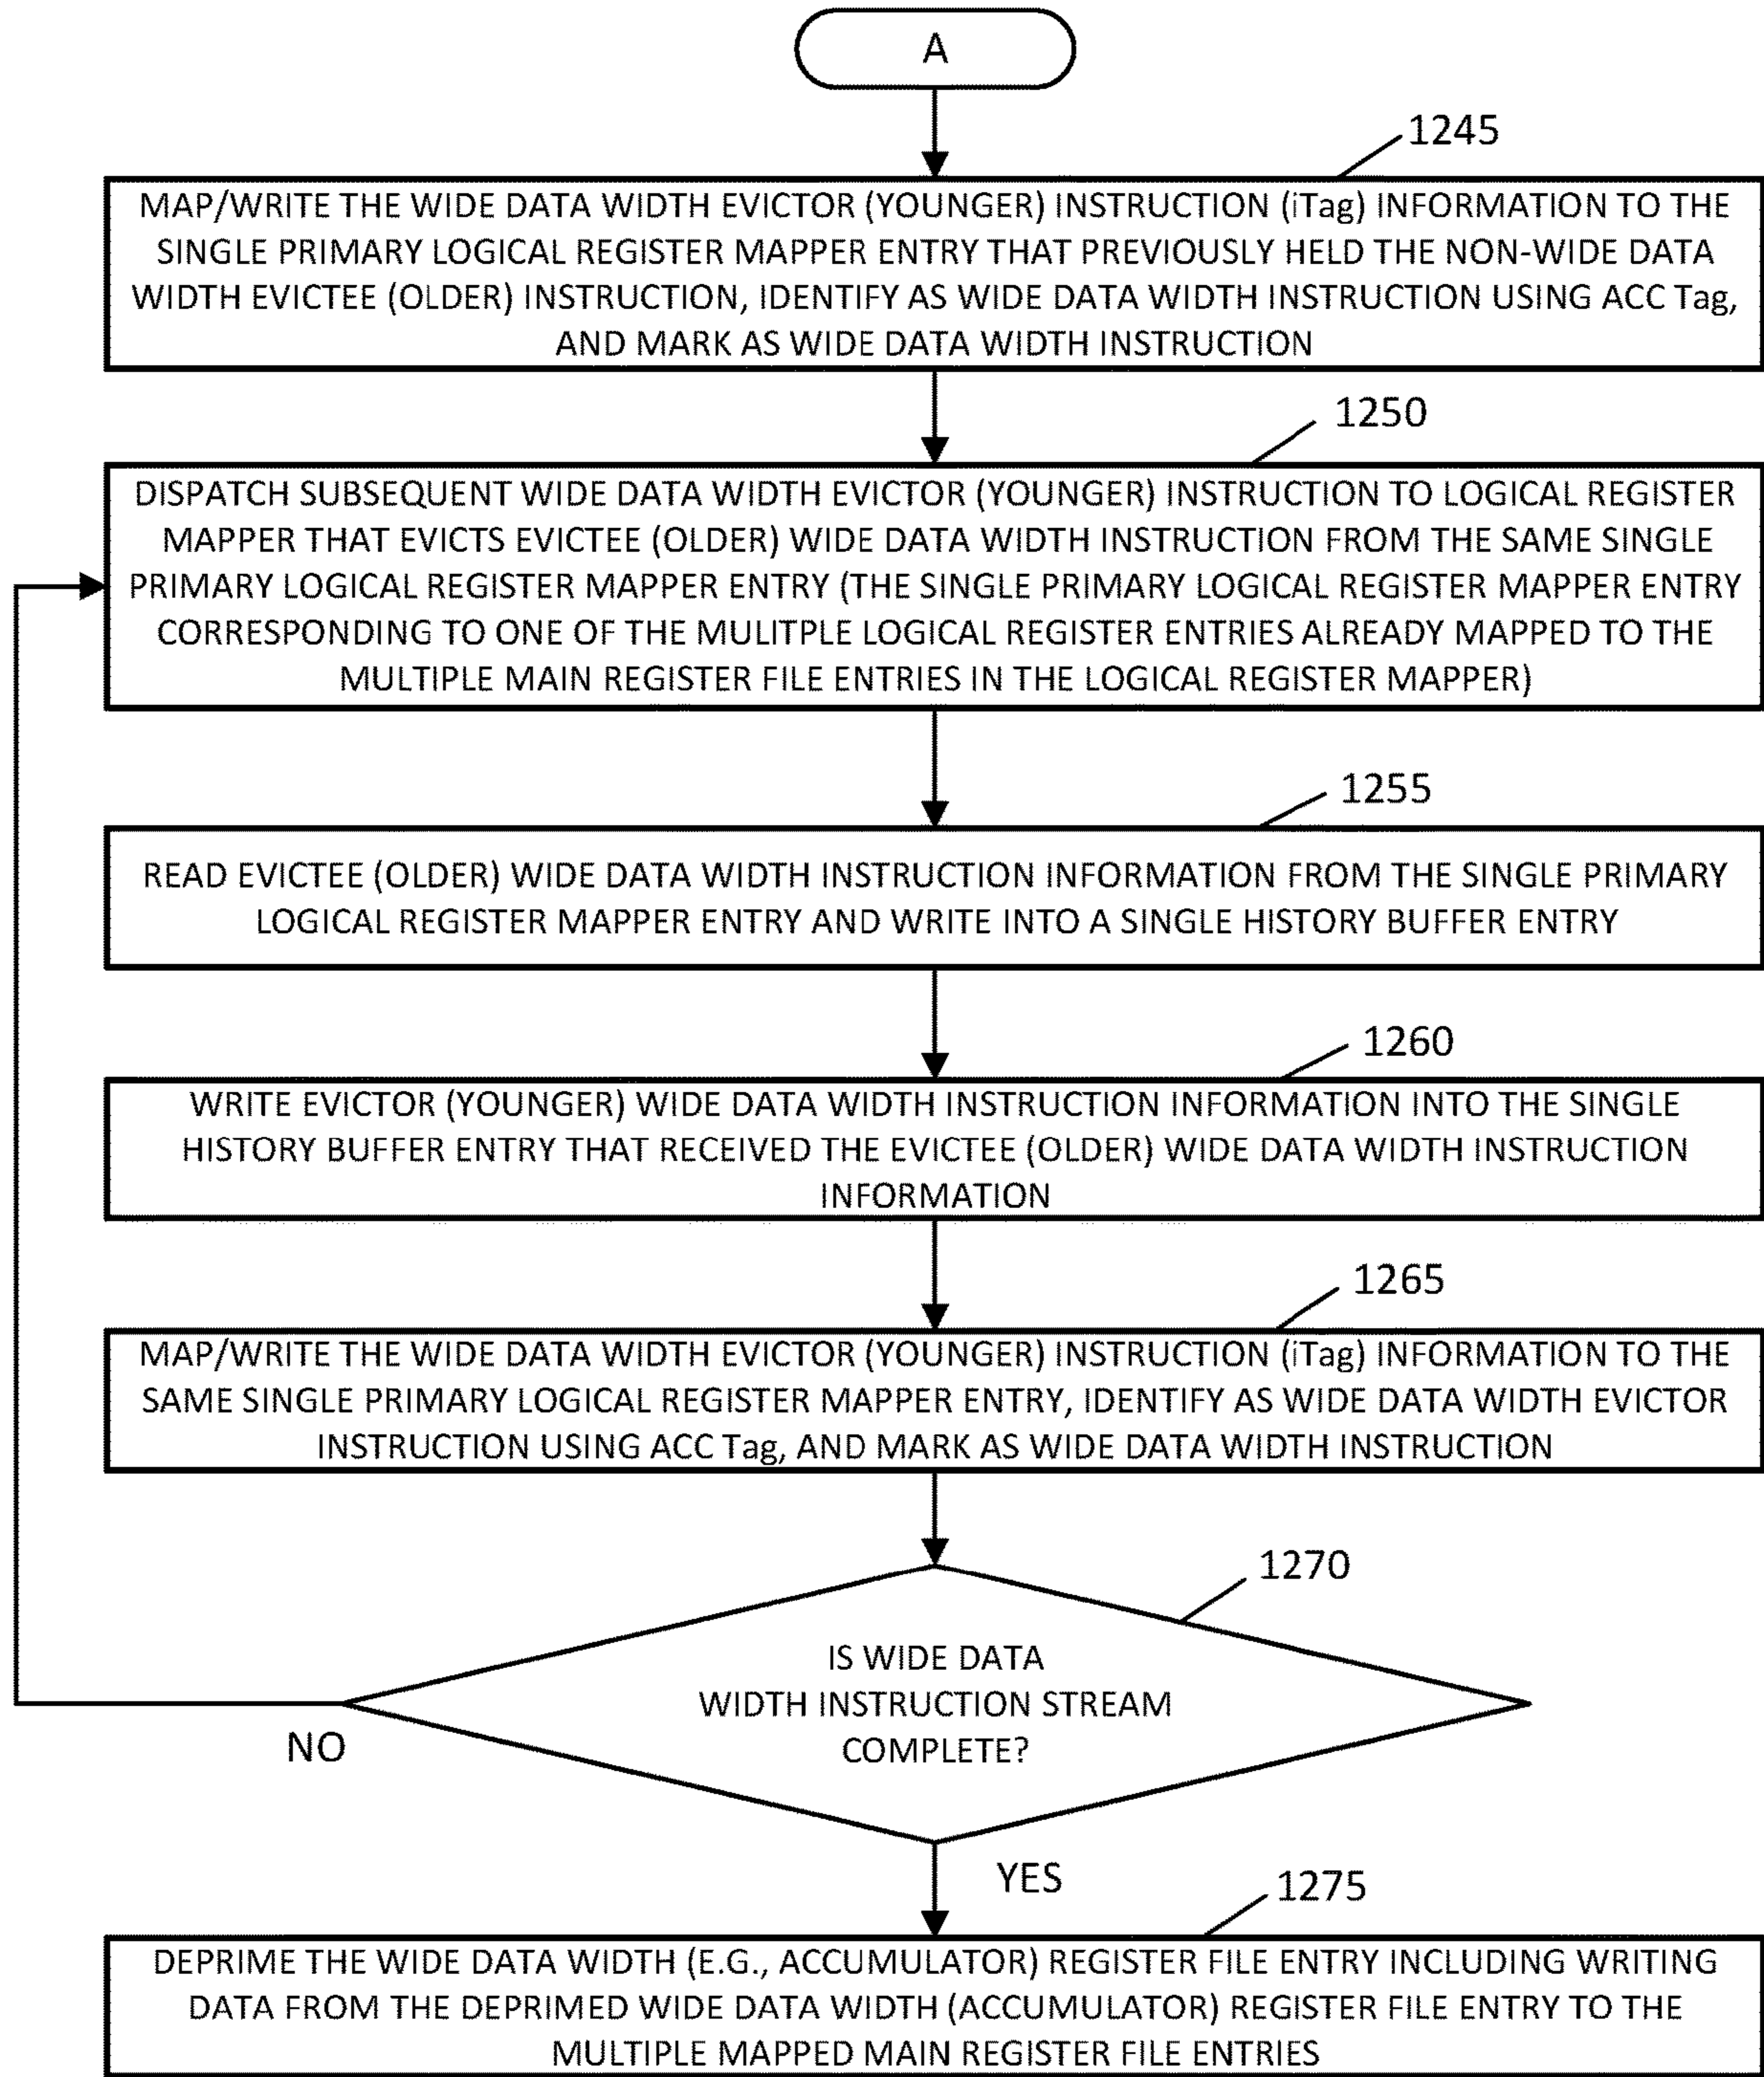 A
1245
MAP/WRITE THE WIDE DATA WIDTH EVICTOR (YOUNGER) INSTRUCTION (iTag) INFORMATION TO THE
SINGLE PRIMARY LOGICAL REGISTER MAPPER ENTRY THAT PREVIOUSLY HELD THE NON-WIDE DATA
WIDTH EVICTEE (OLDER) INSTRUCTION, IDENTIFY AS WIDE DATA WIDTH INSTRUCTION USING ACC Tag,
AND MARK AS WIDE DATA WIDTH INSTRUCTION
1250
DISPATCH SUBSEQUENT WIDE DATA WIDTH EVICTOR (YOUNGER) INSTRUCTION TO LOGICAL REGISTER
MAPPER THAT EVICTS EVICTEE (OLDER) WIDE DATA WIDTH INSTRUCTION FROM THE SAME SINGLE
PRIMARY LOGICAL REGISTER MAPPER ENTRY (THE SINGLE PRIMARY LOGICAL REGISTER MAPPER ENTRY
CORRESPONDING TO ONE OF THE MULITPLE LOGICAL REGISTER ENTRIES ALREADY MAPPED TO THE
MULTIPLE MAIN REGISTER FILE ENTRIES IN THE LOGICAL REGISTER MAPPER)
1255
READ EVICTEE (OLDER) WIDE DATA WIDTH INSTRUCTION INFORMATION FROM THE SINGLE PRIMARY
LOGICAL REGISTER MAPPER ENTRY AND WRITE INTO A SINGLE HISTORY BUFFER ENTRY
1260
WRITE EVICTOR (YOUNGER) WIDE DATA WIDTH INSTRUCTION INFORMATION INTO THE SINGLE
HISTORY BUFFER ENTRY THAT RECEIVED THE EVICTEE (OLDER) WIDE DATA WIDTH INSTRUCTION
INFORMATION
1265
MAP/WRITE THE WIDE DATA WIDTH EVICTOR (YOUNGER) INSTRUCTION (iTag) INFORMATION TO THE
SAME SINGLE PRIMARY LOGICAL REGISTER MAPPER ENTRY, IDENTIFY AS WIDE DATA WIDTH EVICTOR
INSTRUCTION USING ACC Tag, AND MARK AS WIDE DATA WIDTH INSTRUCTION
1270
IS WIDE DATA
WIDTH INSTRUCTION STREAM
COMPLETE?
NO
YES
1275
DEPRIME THE WIDE DATA WIDTH (E.G., ACCUMULATOR) REGISTER FILE ENTRY INCLUDING WRITING
DATA FROM THE DEPRIMED WIDE DATA WIDTH (ACCUMULATOR) REGISTER FILE ENTRY TO THE
MULTIPLE MAPPED MAIN REGISTER FILE ENTRIES